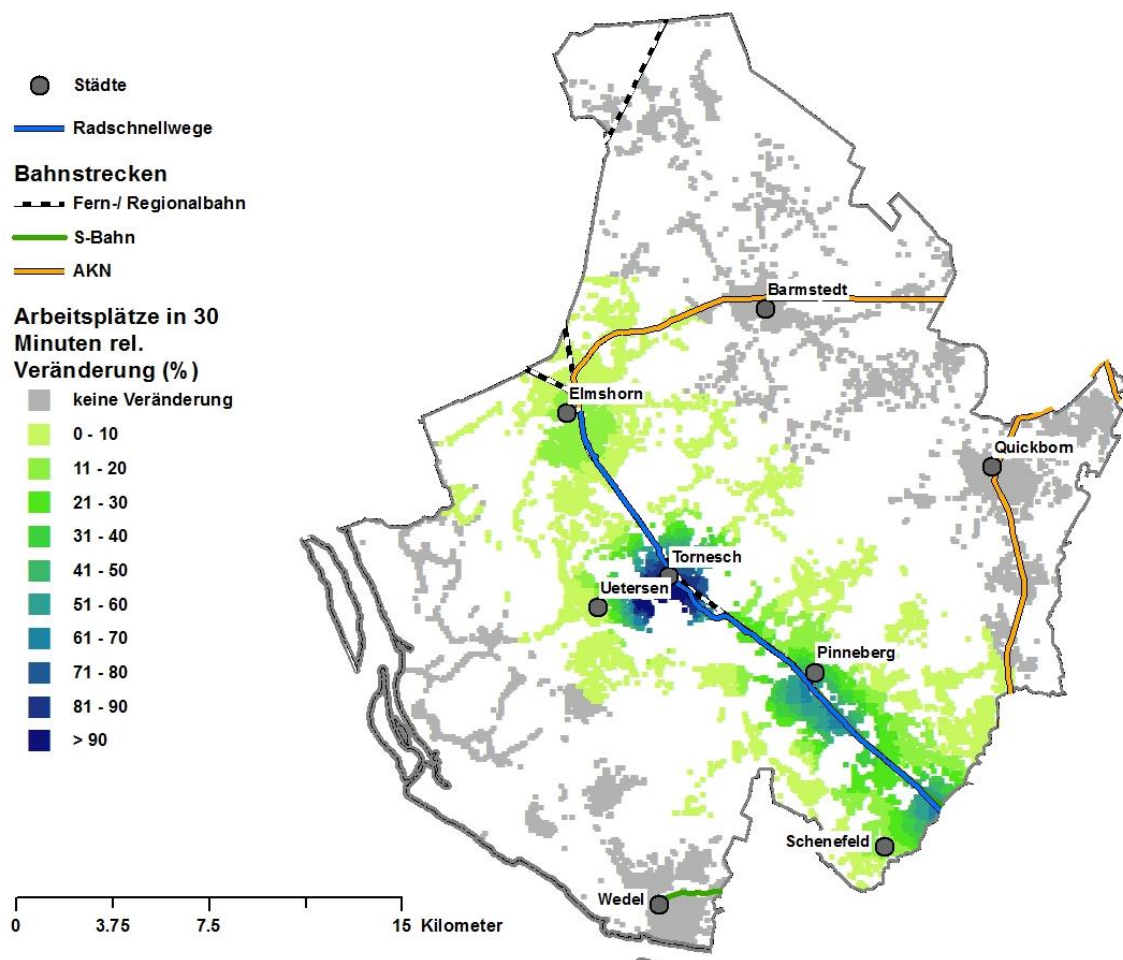 Städte
Radschnellwege
Bahnstrecken
Fern-/ Regionalbahn
S-Bahn
AKN
Arbeitsplätze in 30
Minuten rel.
Veränderung (%)
keine Veränderung
0 - 10
11 - 20
21 - 30
31 - 40
41 - 50
51 - 60
61 - 70
71 - 80
81 - 90
> 90
Barmstedt
Elmshorn
Quickborn
Tornesch
Uetersen
Pinneberg
Schenefeld
Wedel
0 3.75 7.5 15 Kilometer